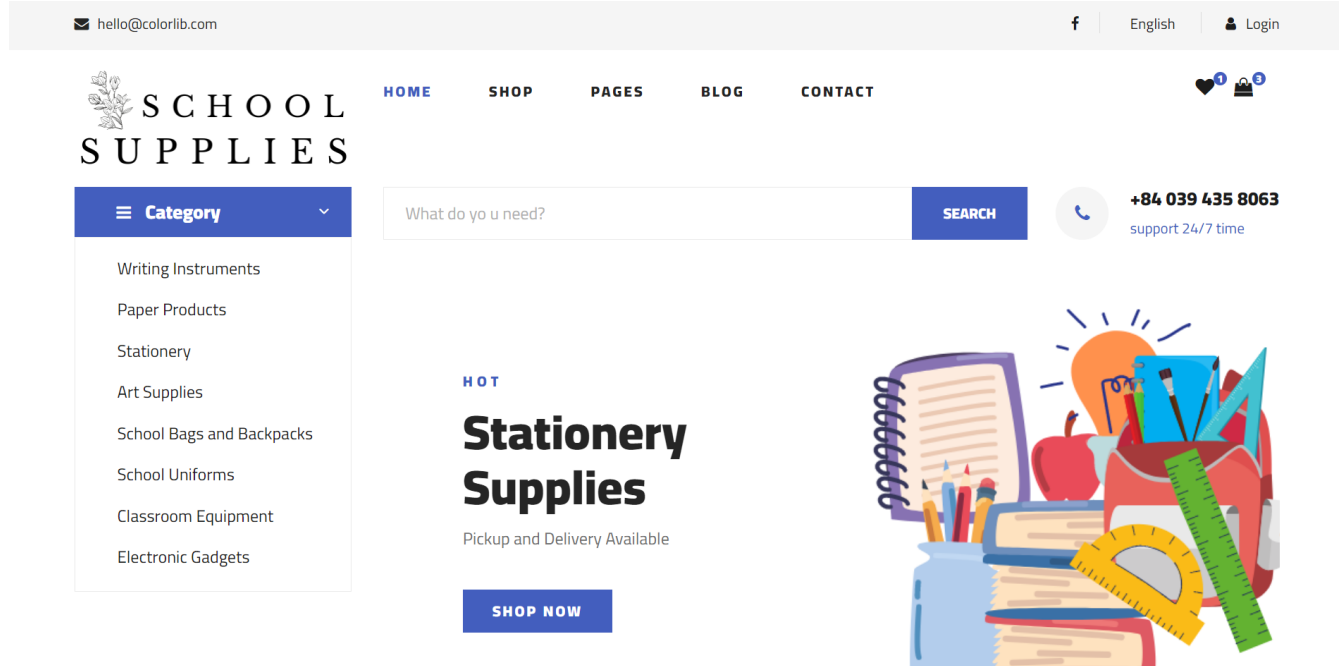 hello@colorlib.com
English
Login
SCHOOL
SUPPLIES
HOME SHOP PAGES BLOG CONTACT
1
3
Category
What do yo u need?
SEARCH
+84 039 435 8063
support 24/7 time
Writing Instruments
Paper Products
Stationery
Art Supplies
School Bags and Backpacks
School Uniforms
Classroom Equipment
Electronic Gadgets
HOT
Stationery
Supplies
Pickup and Delivery Available
SHOP NOW